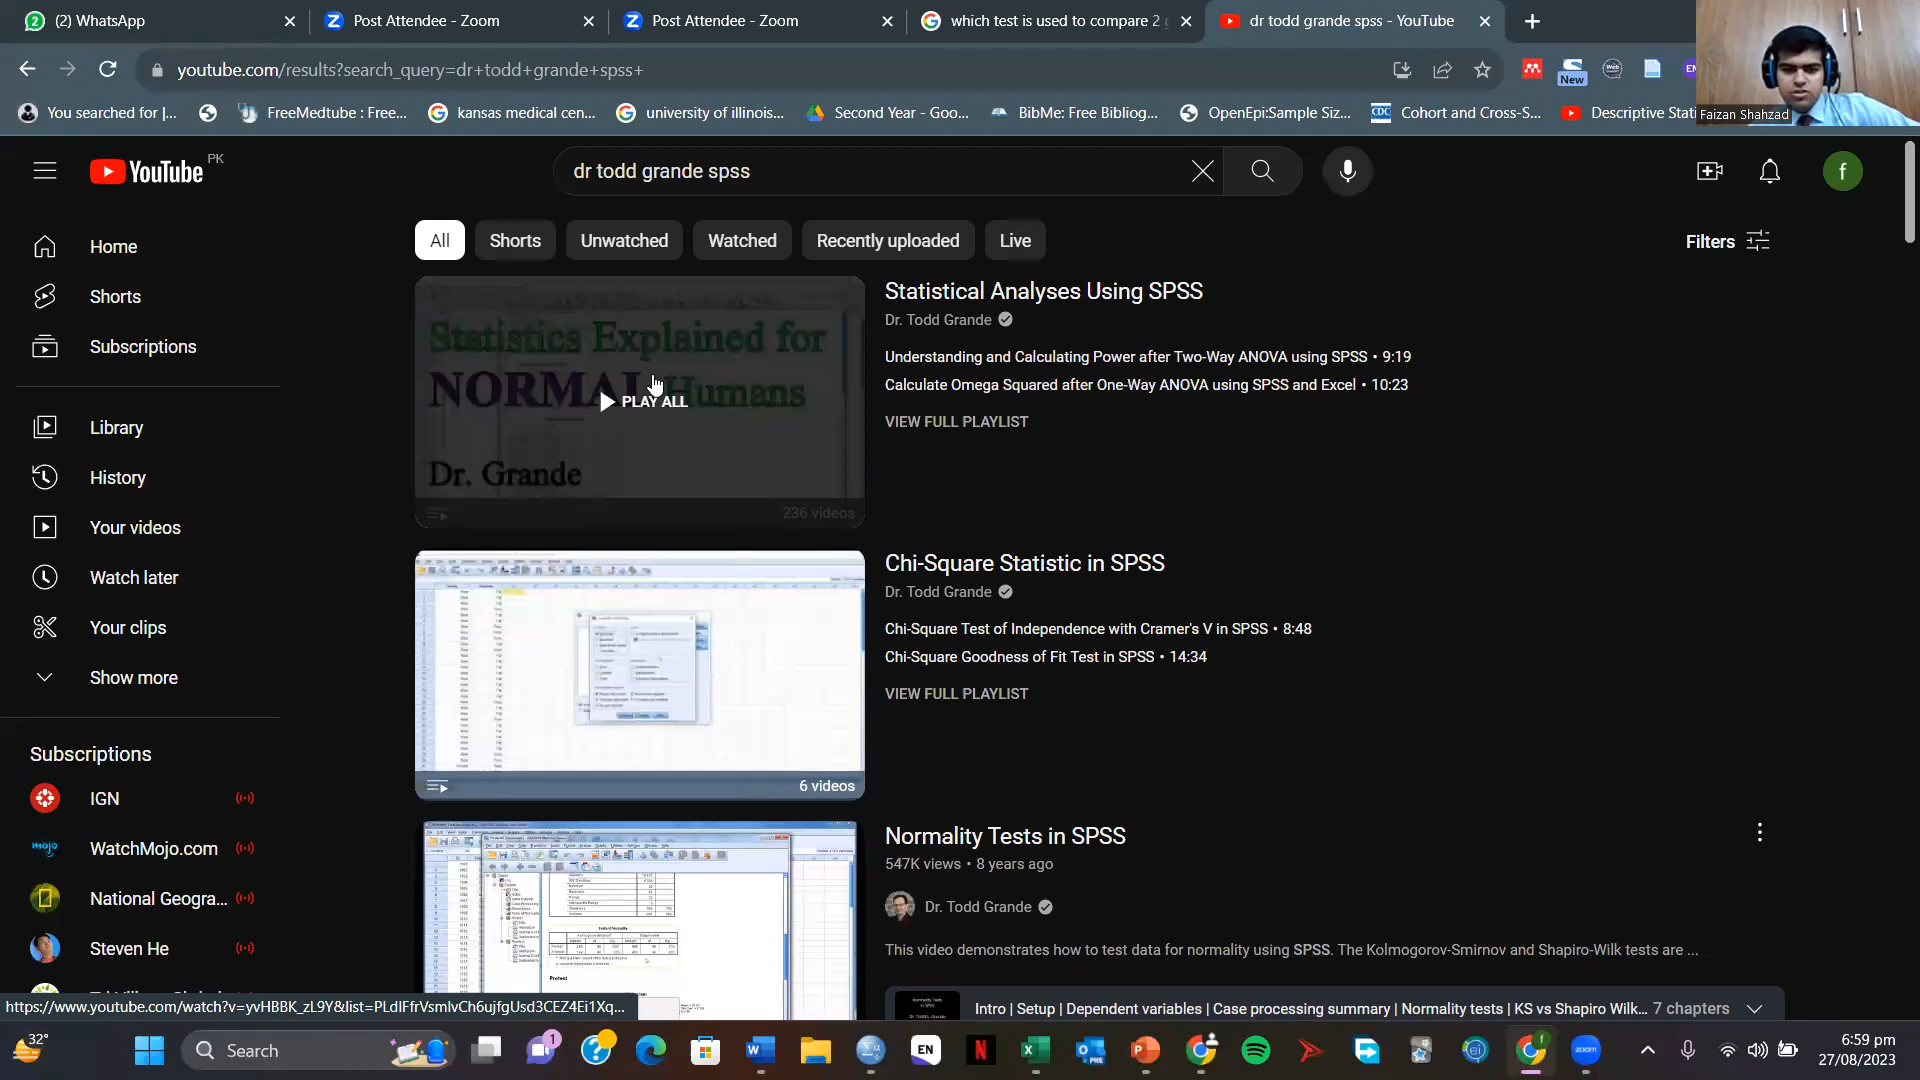 (2) WhatsApp
Post Attendee - Zoom
Post Attendee - Zoom
which test is used to compare 2 g
dr todd grande spss - YouTube
youtube.com/results?search_query=dr+todd+grande+spss+
New
EN
You searched for |...
FreeMedtube : Free...
kansas medical cen...
university of illinois...
Second Year - Goo...
BibMe: Free Bibliog...
OpenEpi:Sample Siz...
CDC
Cohort and Cross-S...
Descriptive Stati
Faizan Shahzad
YouTube PK
dr todd grande spss
f
All
Shorts
Unwatched
Watched
Recently uploaded
Live
Filters
Home
Shorts
Subscriptions
Library
History
Your videos
Watch later
Your clips
Show more
Subscriptions
IGN
mojo
WatchMojo.com
National Geogra...
Steven He
Statistics Explained for
NORMAL Humans
PLAY ALL
Dr. Grande
236 videos
Statistical Analyses Using SPSS
Dr. Todd Grande
Understanding and Calculating Power after Two-Way ANOVA using SPSS • 9:19
Calculate Omega Squared after One-Way ANOVA using SPSS and Excel • 10:23
VIEW FULL PLAYLIST
6 videos
Chi-Square Statistic in SPSS
Dr. Todd Grande
Chi-Square Test of Independence with Cramer's V in SPSS • 8:48
Chi-Square Goodness of Fit Test in SPSS • 14:34
VIEW FULL PLAYLIST
Tests of Normality
Pretest
Normality Tests in SPSS
547K views • 8 years ago
Dr. Todd Grande
This video demonstrates how to test data for normality using SPSS. The Kolmogorov-Smirnov and Shapiro-Wilk tests are ...
Intro | Setup | Dependent variables | Case processing summary | Normality tests | KS vs Shapiro Wilk... 7 chapters
https://www.youtube.com/watch?v=yvHBBK_zL9Y&list=PLdIFfrVsmIvCh6ujfgUsd3CEZ4Ei1Xq...
32°
Search
1
EN
zoom
6:59 pm
27/08/2023